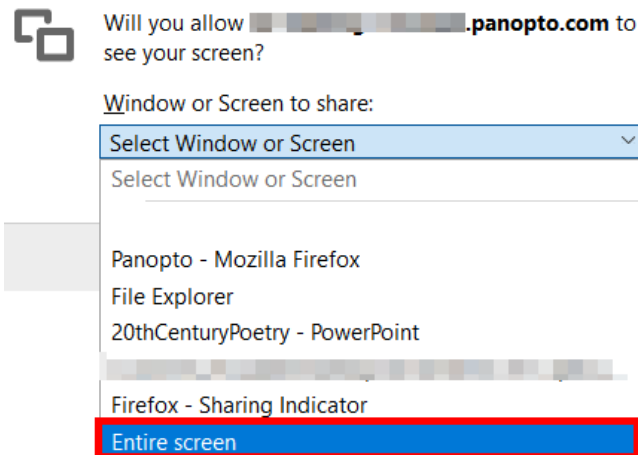 Will you allow .panopto.com to
see your screen?
Window or Screen to share:
Select Window or Screen
Select Window or Screen
Panopto - Mozilla Firefox
File Explorer
20thCenturyPoetry - PowerPoint
Firefox - Sharing Indicator
Entire screen